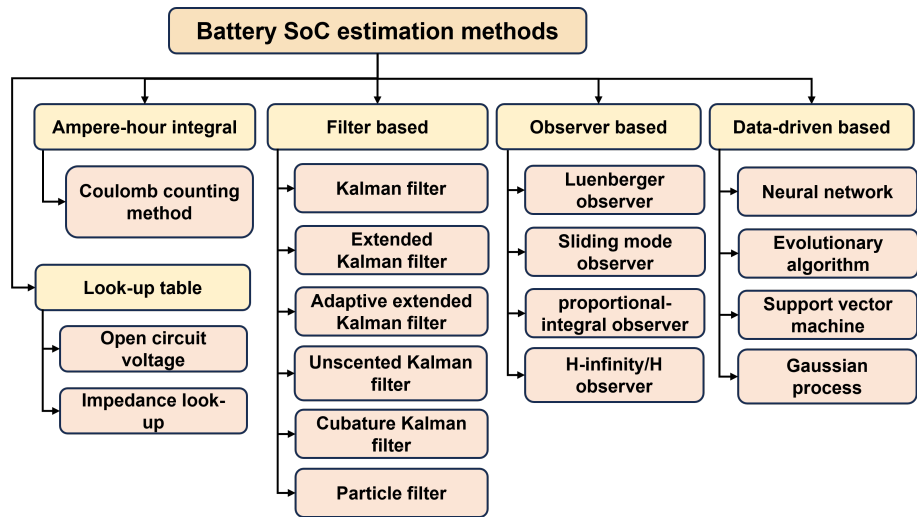 Battery SoC estimation methods
Ampere-hour integral
Coulomb counting
method
Look-up table
Open circuit
voltage
Impedance look-
up
Filter based
Kalman filter
Extended
Kalman filter
Adaptive extended
Kalman filter
Unscented Kalman
filter
Cubature Kalman
filter
Particle filter
Observer based
Luenberger
observer
Sliding mode
observer
proportional-
integral observer
H-infinity/H
observer
Data-driven based
Neural network
Evolutionary
algorithm
Support vector
machine
Gaussian
process